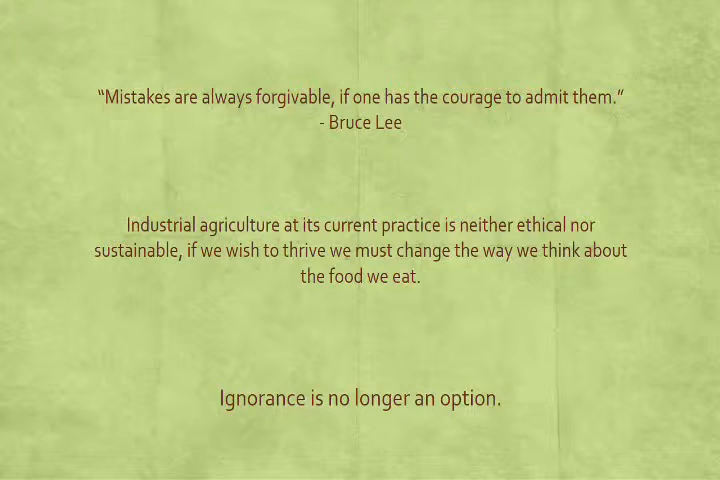 “Mistakes are always forgivable, if one has the courage to admit them.”
- Bruce Lee
Industrial agriculture at its current practice is neither ethical nor
sustainable, if we wish to thrive we must change the way we think about
the food we eat.
Ignorance is no longer an option.